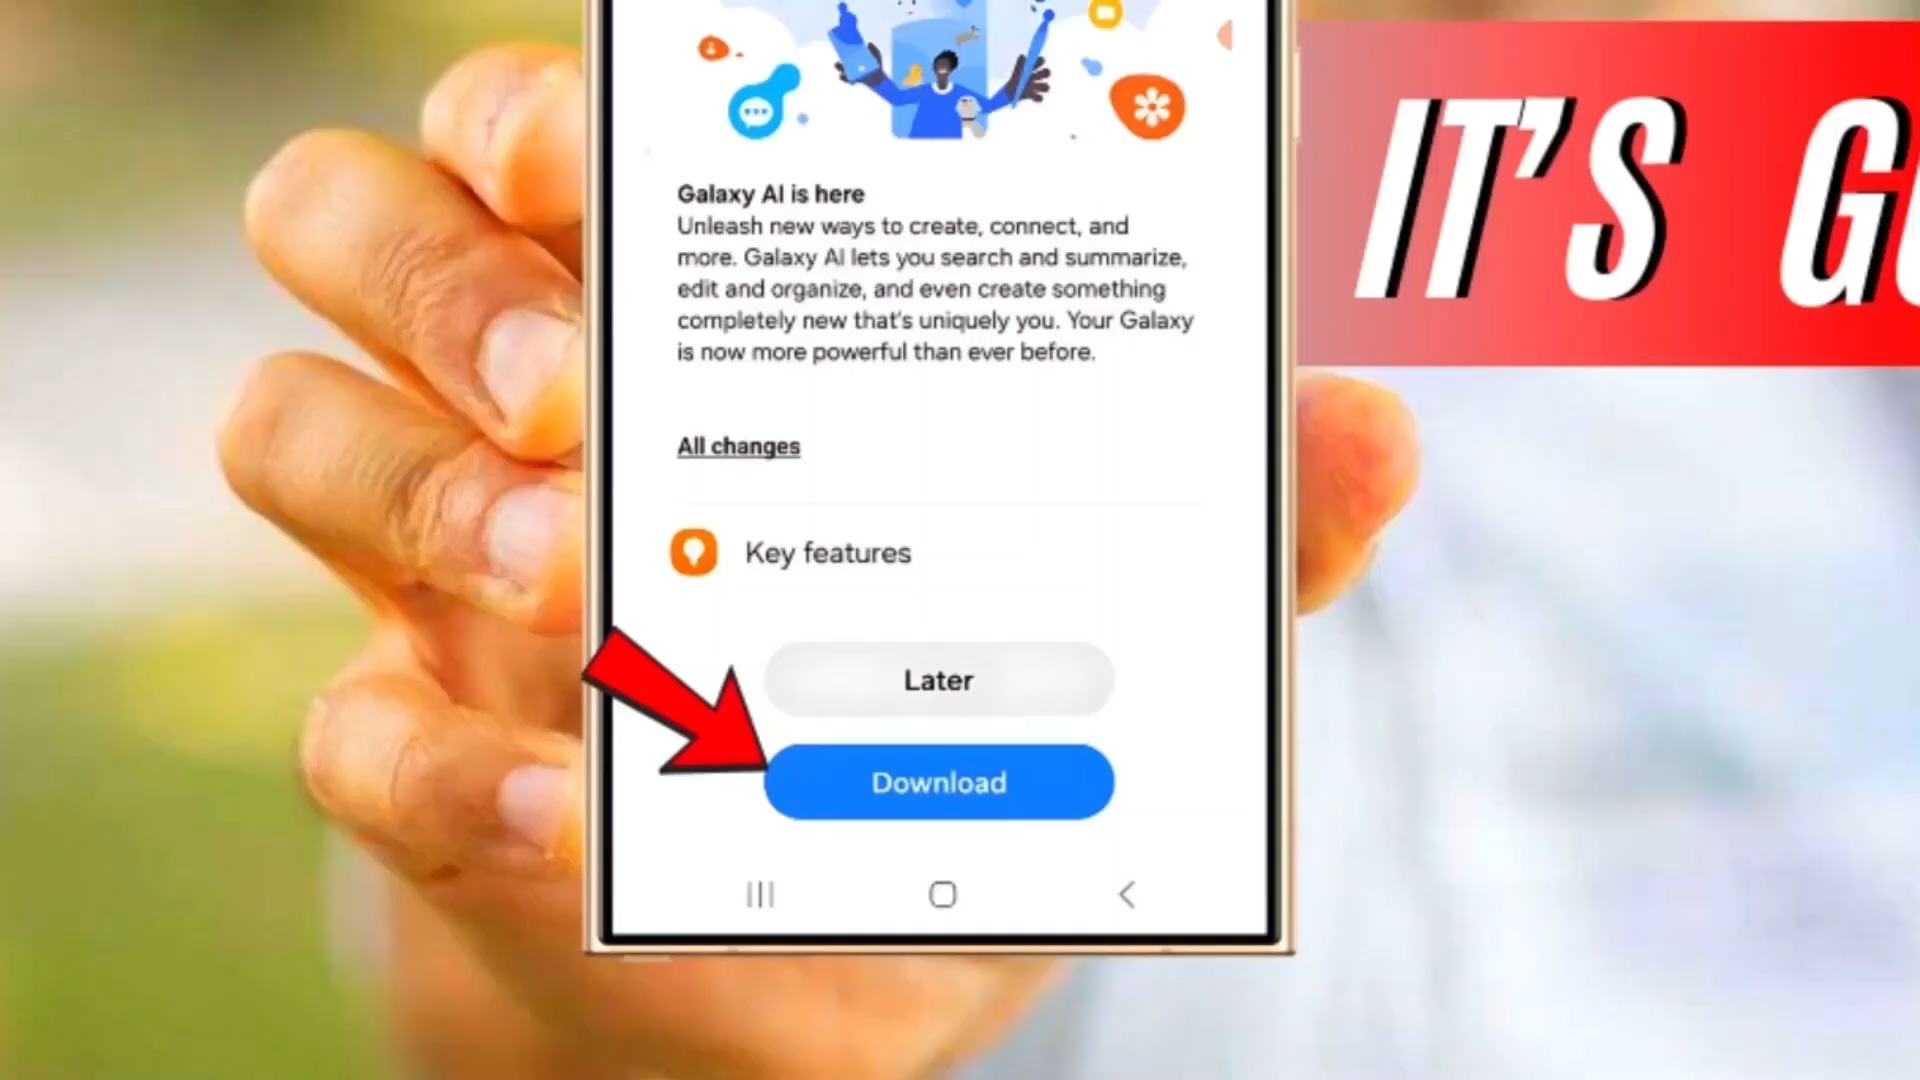 IT'S
Galaxy AI is here
Unleash new ways to create, connect, and
more. Galaxy AI lets you search and summarize,
edit and organize, and even create something
completely new that's uniquely you. Your Galaxy
is now more powerful than ever before.
All changes
Key features
Later
Download